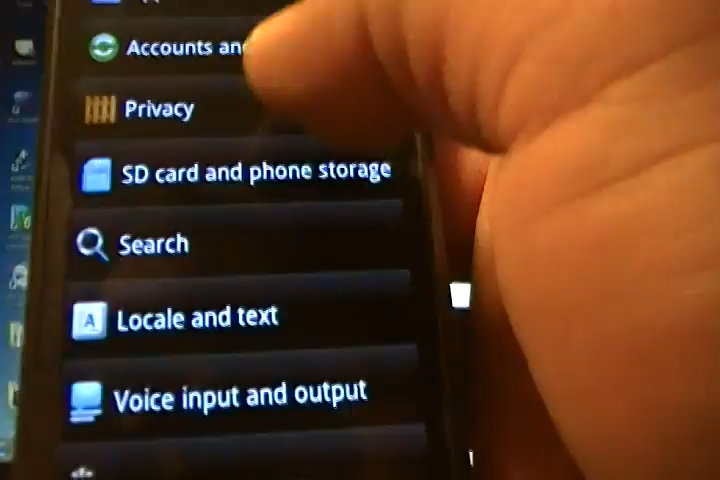 Accounts an
Privacy
SD card and phone storage
Search
A
Locale and text
Voice input and output